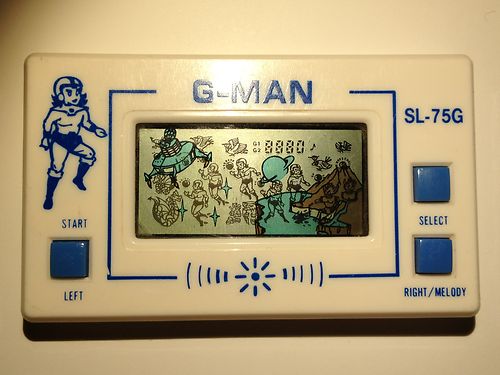 G-MAN
SL-75G
G1 8888 ♪
G2
START
SELECT
LEFT
RIGHT/MELODY